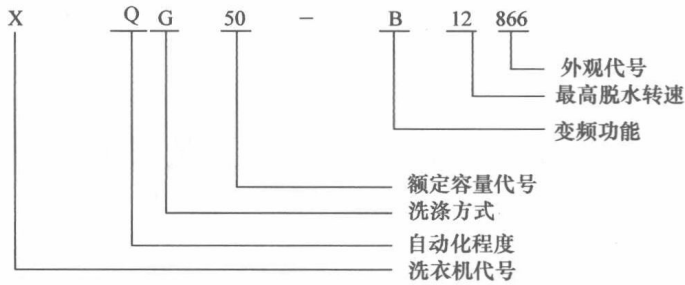 X Q G 50 － B 12 866
外观代号
最高脱水转速
变频功能
额定容量代号
洗涤方式
自动化程度
洗衣机代号